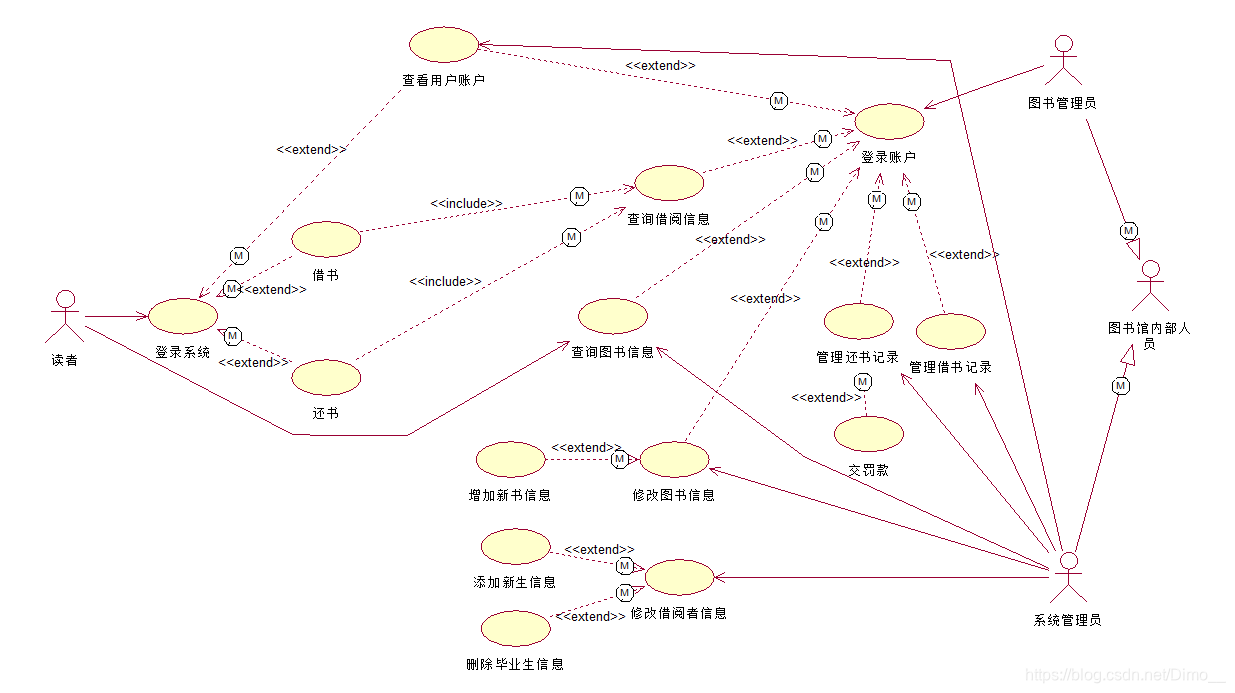 查看用户账户
<<extend>>
M
图书管理员
<<extend>>
M
登录账户
<<extend>>
M
M
M
M
M
<<include>>
M
查询借阅信息
M
借书
<<extend>>
<<extend>>
<<extend>>
M
图书馆内部人
员
M
M
<<extend>>
<<include>>
<<extend>>
读者
登录系统
M
<<extend>>
还书
查询图书信息
管理还书记录
管理借书记录
M
<<extend>>
M
交罚款
<<extend>>
M
增加新书信息
修改图书信息
<<extend>>
M
添加新生信息
M
<<extend>>
修改借阅者信息
删除毕业生信息
系统管理员
https://blog.csdn.net/Dimo__